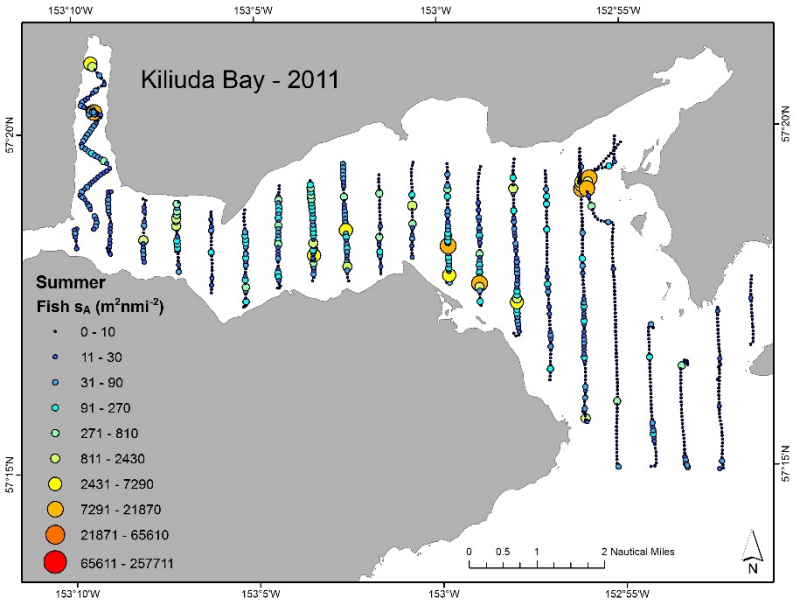 153°10'W 153°5'W 153°W 152°55'W
Kiliuda Bay - 2011
57°20'N
57°20'N
Summer
Fish sA (m²nmi⁻²)
0 - 10
11 - 30
31 - 90
91 - 270
271 - 810
811 - 2430
2431 - 7290
7291 - 21870
21871 - 65610
65611 - 257711
57°15'N
57°15'N
0 0.5 1 2 Nautical Miles
N
153°10'W 153°5'W 153°W 152°55'W